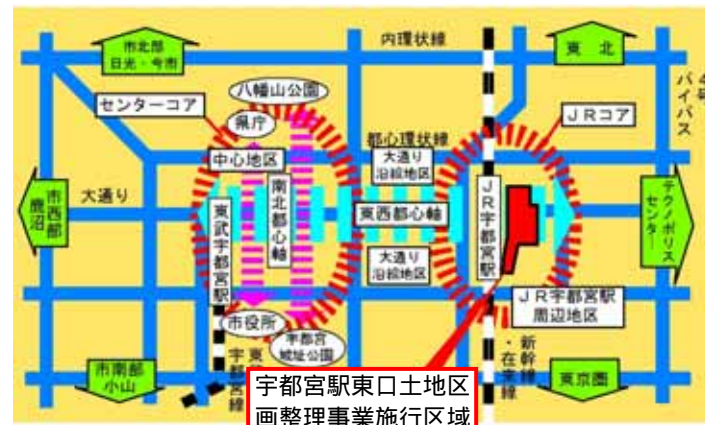 市北部
日光・今市
内環状線
東北
4号
バイパス
八幡山公園
センターコア
県庁
JRコア
都心環状線
中心地区
大通り
沿線地区
大通り
市西部
鹿沼
東武宇都宮駅
南北都心軸
東西都心軸
JR宇都宮駅
テクノポリス
センター
大通り
沿線地区
JR宇都宮駅
周辺地区
市役所
宇都宮
城址公園
市南部
小山
宇都宮線
新幹線
・在来線
東京圏
宇都宮駅東口土地区
画整理事業施行区域